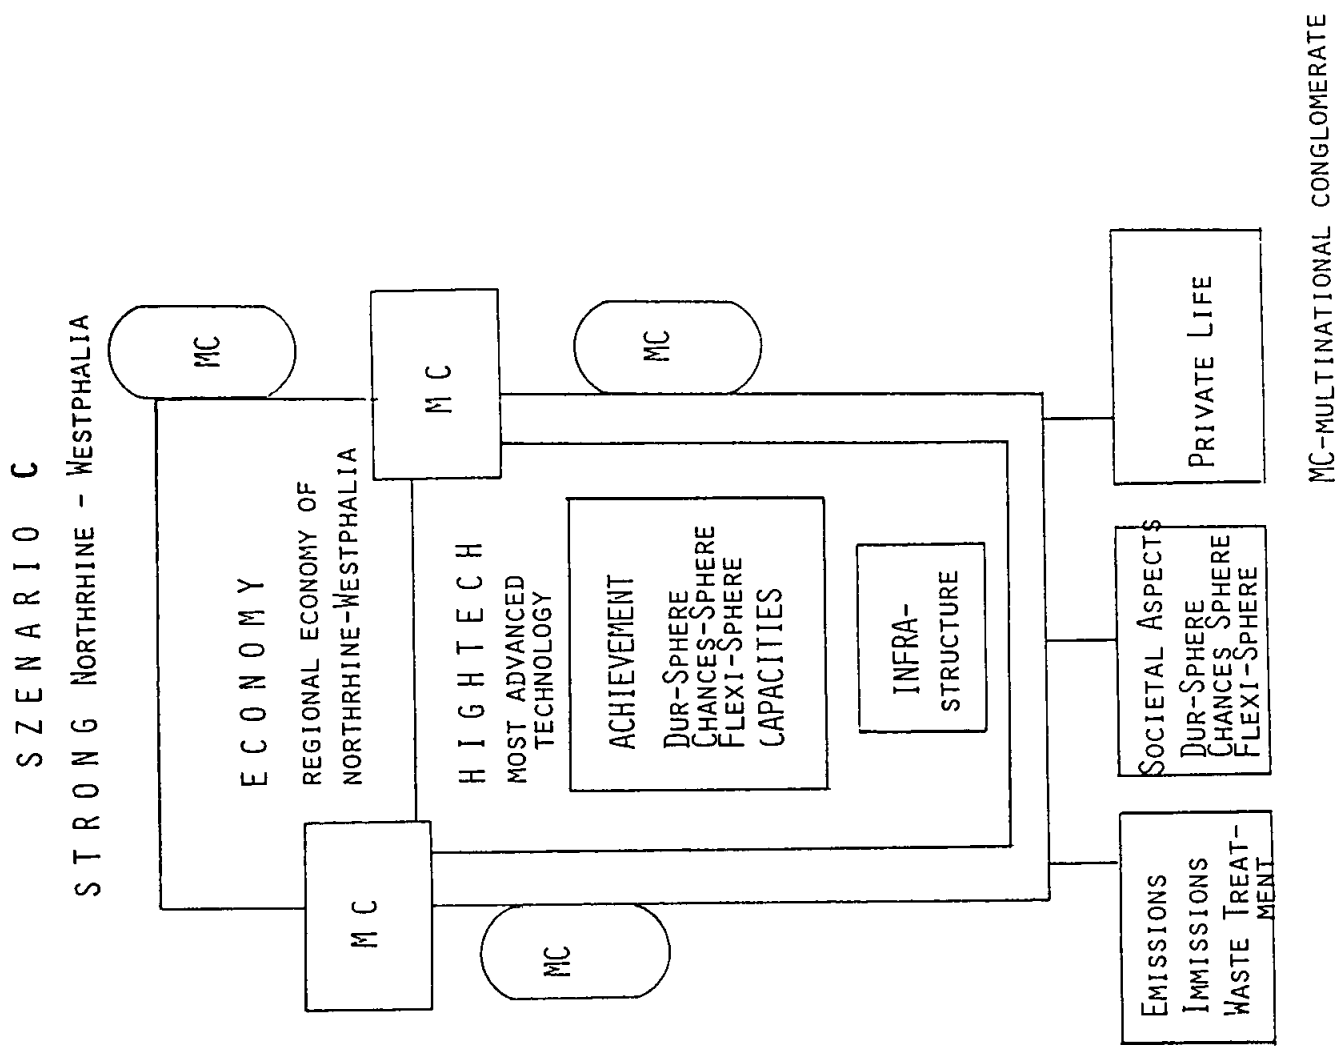 SZENARIO C
STRONG NORTHRHINE - WESTPHALIA
MC
ECONOMY
REGIONAL ECONOMY OF
NORTHRHINE-WESTPHALIA
M C
M C
HIGHTECH
MOST ADVANCED
TECHNOLOGY
MC
MC
ACHIEVEMENT
DUR-SPHERE
CHANCES-SPHERE
FLEXI-SPHERE
CAPACITIES
INFRA-
STRUCTURE
EMISSIONS
IMMISSIONS
WASTE TREAT-
MENT
SOCIETAL ASPECTS
DUR-SPHERE
CHANCES SPHERE
FLEXI-SPHERE
PRIVATE LIFE
MC-MULTINATIONAL CONGLOMERATE